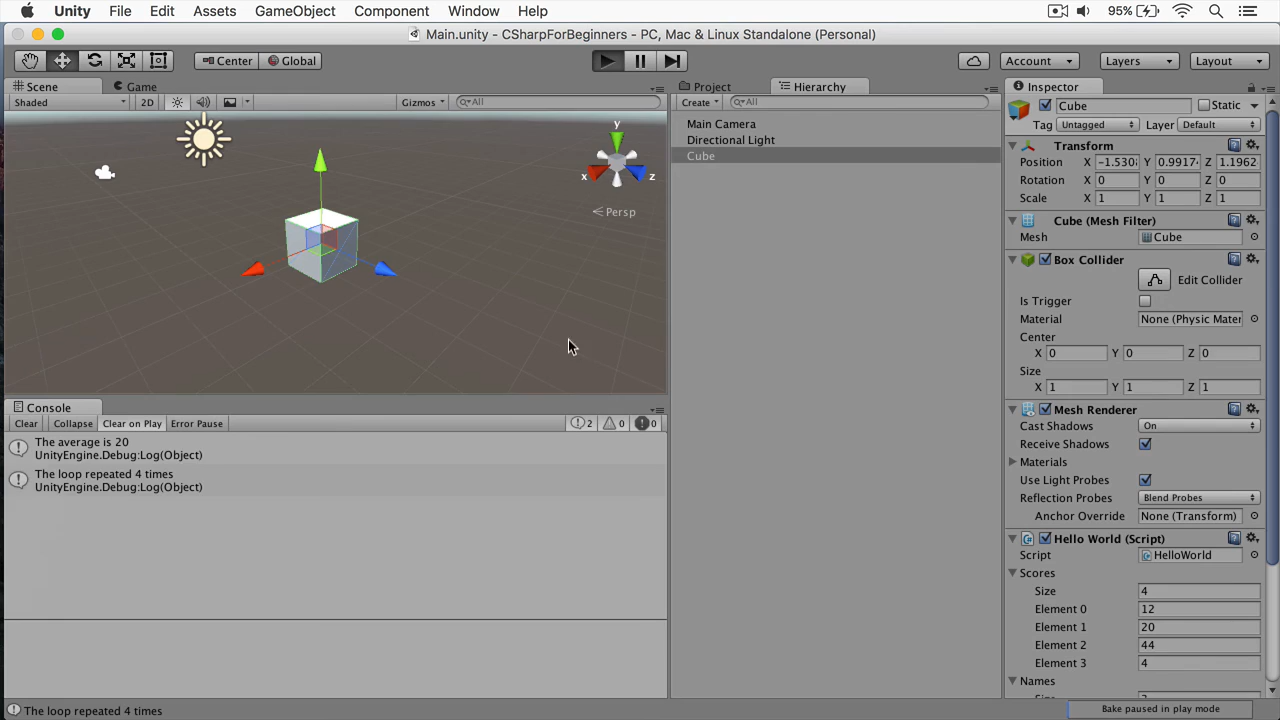 Unity File Edit Assets GameObject Component Window Help 95%
Main.unity - CSharpForBeginners - PC, Mac & Linux Standalone (Personal)
Center Global Account Layers Layout
Scene Game
Shaded 2D Gizmos All
y
x z
Persp
Project Hierarchy
Create All
Main Camera
Directional Light
Cube
Console
Clear Collapse Clear on Play Error Pause 2 0 0
The average is 20
UnityEngine.Debug:Log(Object)
The loop repeated 4 times
UnityEngine.Debug:Log(Object)
Inspector
Cube Static
Tag Untagged Layer Default
Transform
Position X -1.530 Y 0.9917 Z 1.1962
Rotation X 0 Y 0 Z 0
Scale X 1 Y 1 Z 1
Cube (Mesh Filter)
Mesh Cube
Box Collider
Edit Collider
Is Trigger
Material None (Physic Mater
Center
X 0 Y 0 Z 0
Size
X 1 Y 1 Z 1
Mesh Renderer
Cast Shadows On
Receive Shadows
Materials
Use Light Probes
Reflection Probes Blend Probes
Anchor Override None (Transform)
Hello World (Script)
Script HelloWorld
Scores
Size 4
Element 0 12
Element 1 20
Element 2 44
Element 3 4
Names
The loop repeated 4 times
Bake paused in play mode